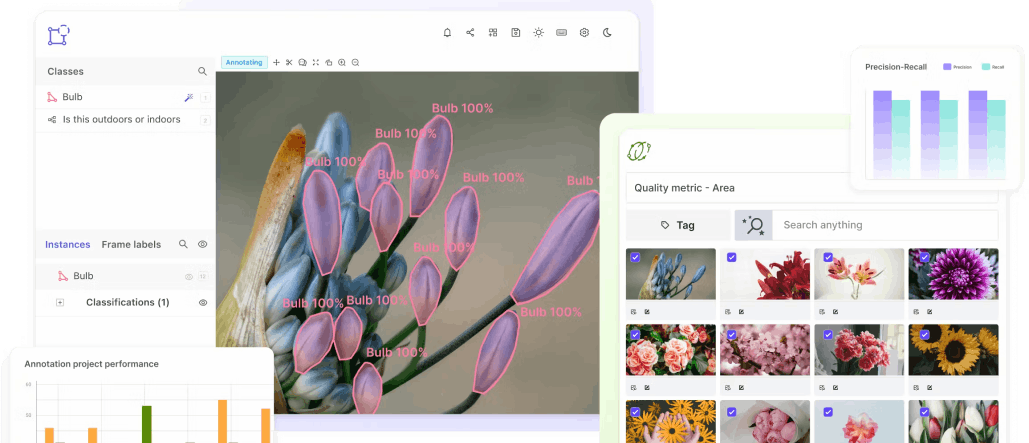 Annotating
Classes
Bulb
1
Is this outdoors or indoors
2
Instances
Frame labels
Bulb
12
Classifications (1)
Bulb 100%
Bulb 100%
Bulb 100%
Bulb 100%
Bulb 100%
Bulb
Bulb 100%
Bulb 100%
Bulb 100%
Bulb 100%
Bulb 100%
Annotation project performance
60
50
Precision-Recall
Precision
Recall
Quality metric - Area
Tag
Search anything